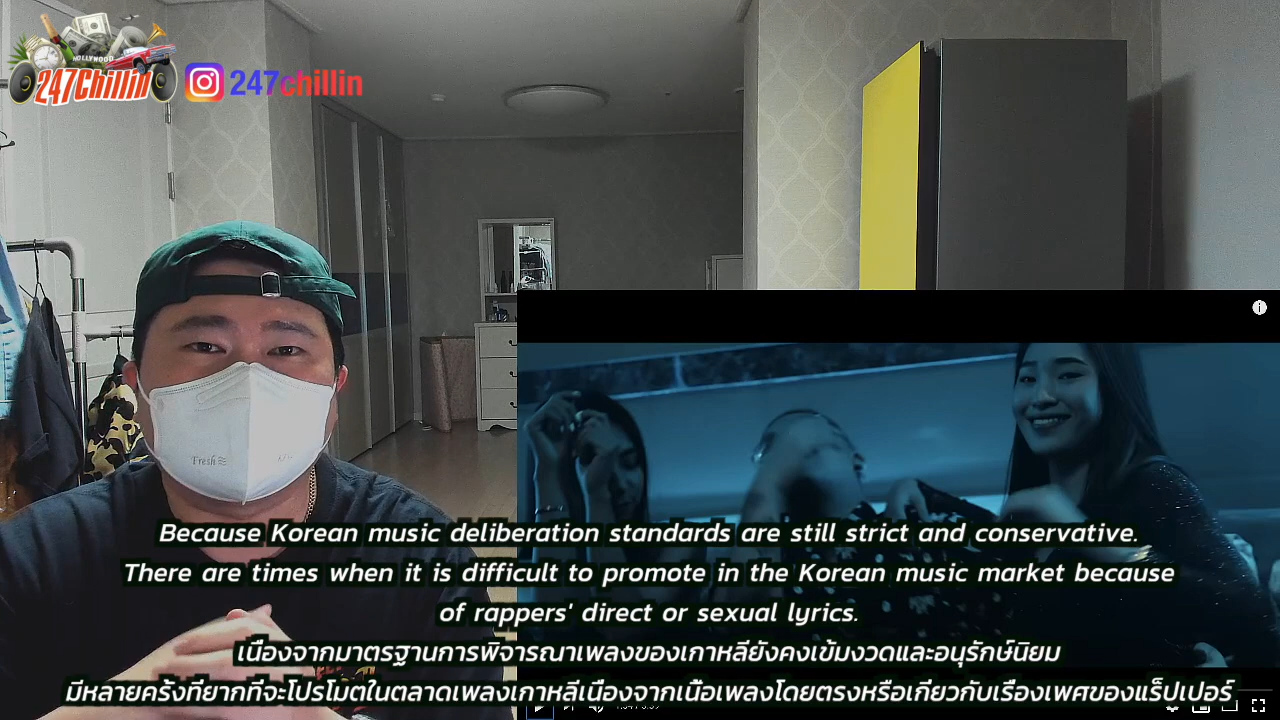 HOLLYWOOD
247Chillin
247chillin
Fresh
Because Korean music deliberation standards are still strict and conservative.
There are times when it is difficult to promote in the Korean music market because
of rappers' direct or sexual lyrics.
เนื่องจากมาตรฐานการพิจารณาเพลงของเกาหลียังคงเข้มงวดและอนุรักษ์นิยม
มีหลายครั้งที่ยากที่จะโปรโมตในตลาดเพลงเกาหลีเนื่องจากเนื้อเพลงโดยตรงหรือเกี่ยวกับเรื่องเพศของแร็ปเปอร์